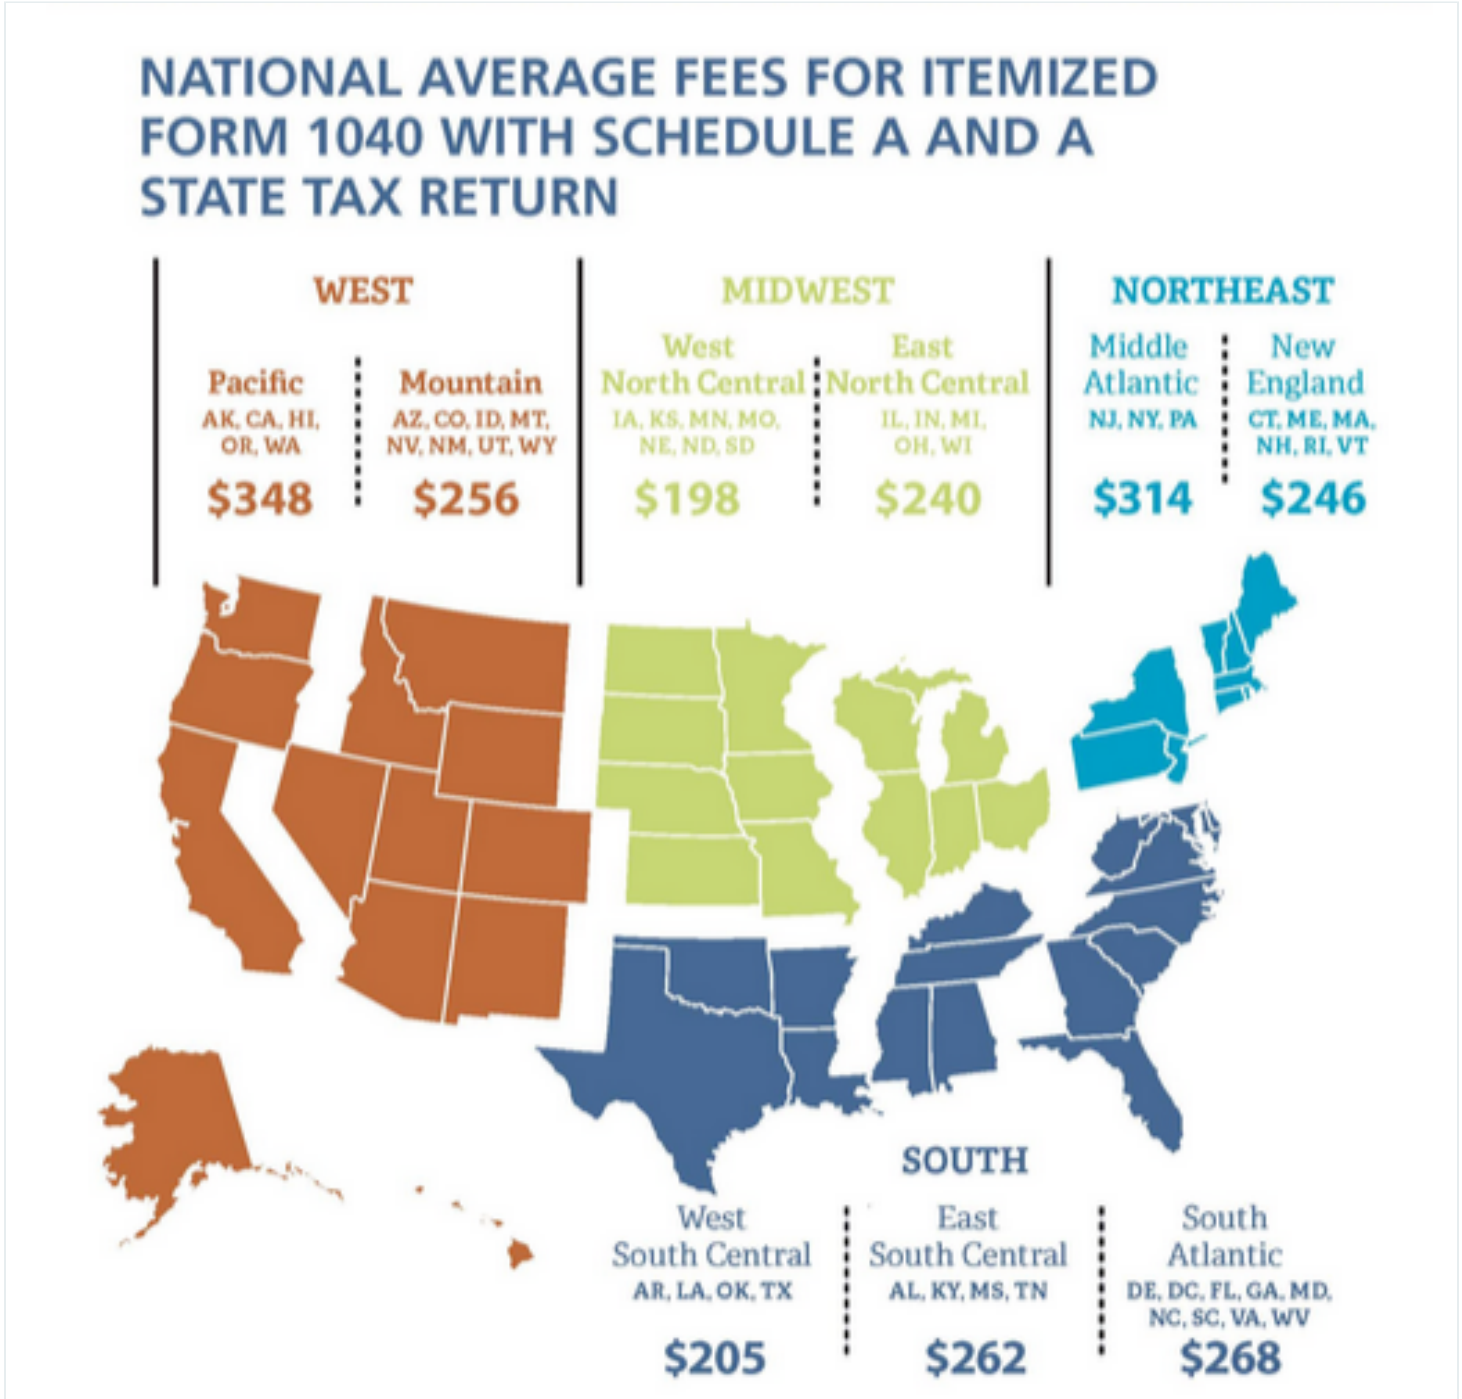 NATIONAL AVERAGE FEES FOR ITEMIZED
FORM 1040 WITH SCHEDULE A AND A
STATE TAX RETURN
WEST
Pacific
AK, CA, HI,
OR, WA
$348
Mountain
AZ, CO, ID, MT,
NV, NM, UT, WY
$256
MIDWEST
West
North Central
IA, KS, MN, MO,
NE, ND, SD
$198
East
North Central
IL, IN, MI,
OH, WI
$240
NORTHEAST
Middle
Atlantic
NJ, NY, PA
$314
New
England
CT, ME, MA,
NH, RI, VT
$246
SOUTH
West
South Central
AR, LA, OK, TX
$205
East
South Central
AL, KY, MS, TN
$262
South
Atlantic
DE, DC, FL, GA, MD,
NC, SC, VA, WV
$268